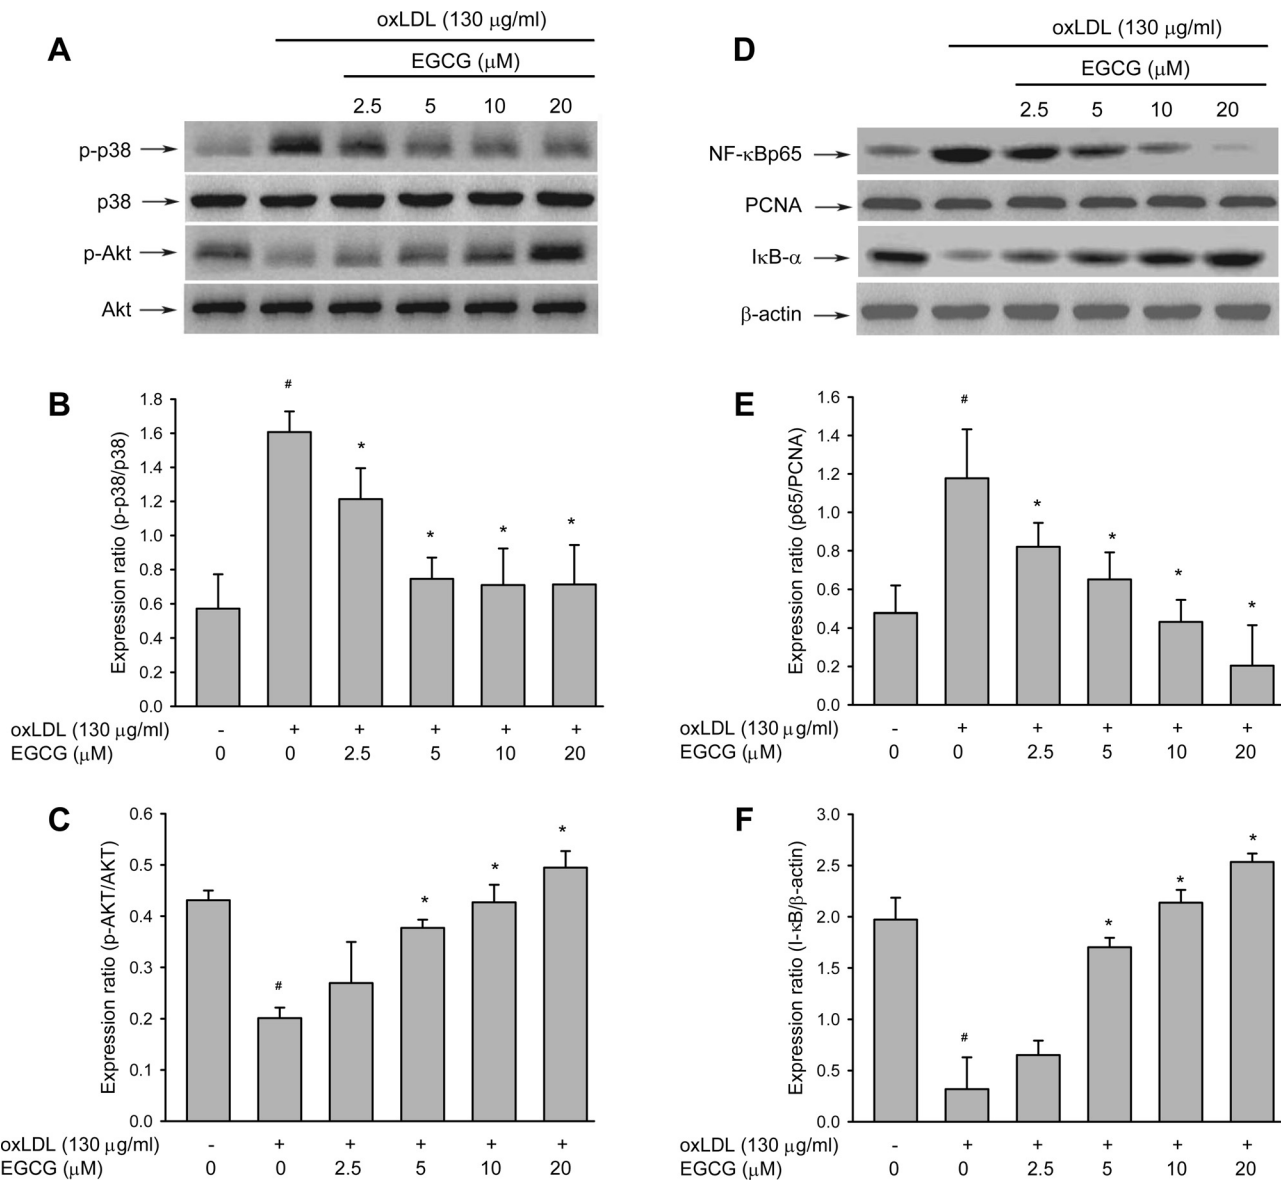 A
oxLDL (130 μg/ml)
EGCG (μM)
2.5 5 10 20
p-p38
p38
p-Akt
Akt
D
oxLDL (130 μg/ml)
EGCG (μM)
2.5 5 10 20
NF-κBp65
PCNA
IκB-α
β-actin
B
Expression ratio (p-p38/p38)
1.8
1.6
1.4
1.2
1.0
0.8
0.6
0.4
0.2
0.0
# * * * *
oxLDL (130 μg/ml) - + + + + +
EGCG (μM) 0 0 2.5 5 10 20
E
Expression ratio (p65/PCNA)
1.6
1.4
1.2
1.0
0.8
0.6
0.4
0.2
0.0
# * * * *
oxLDL (130 μg/ml) - + + + + +
EGCG (μM) 0 0 2.5 5 10 20
C
Expression ratio (p-AKT/AKT)
0.6
0.5
0.4
0.3
0.2
0.1
0.0
# * * *
oxLDL (130 μg/ml) - + + + + +
EGCG (μM) 0 0 2.5 5 10 20
F
Expression ratio (I-κB/β-actin)
3.0
2.5
2.0
1.5
1.0
0.5
0.0
# * * *
oxLDL (130 μg/ml) - + + + + +
EGCG (μM) 0 0 2.5 5 10 20